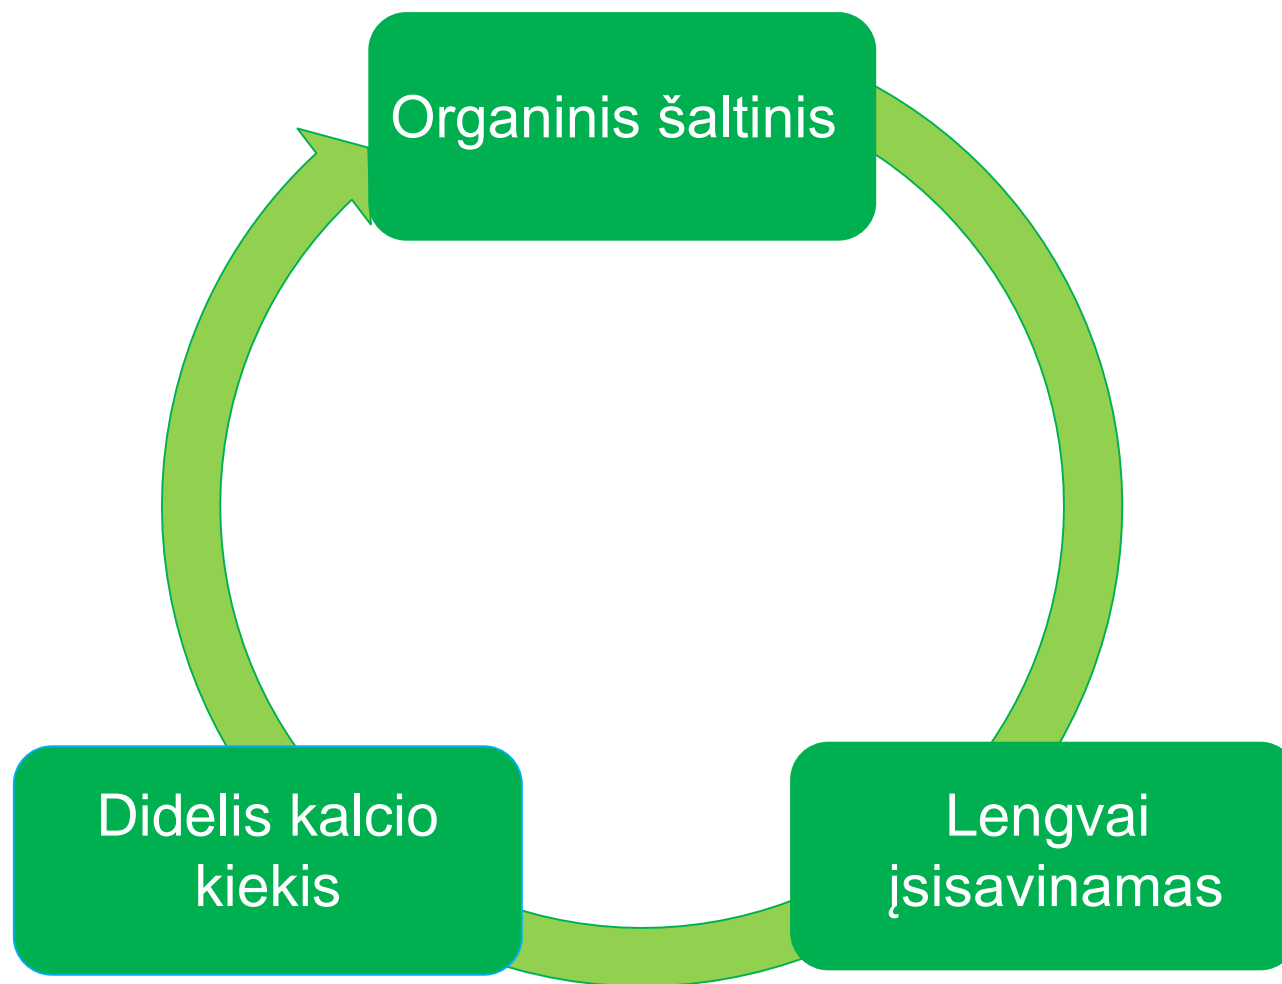 Organinis šaltinis
Didelis kalcio
kiekis
Lengvai
įsisavinamas